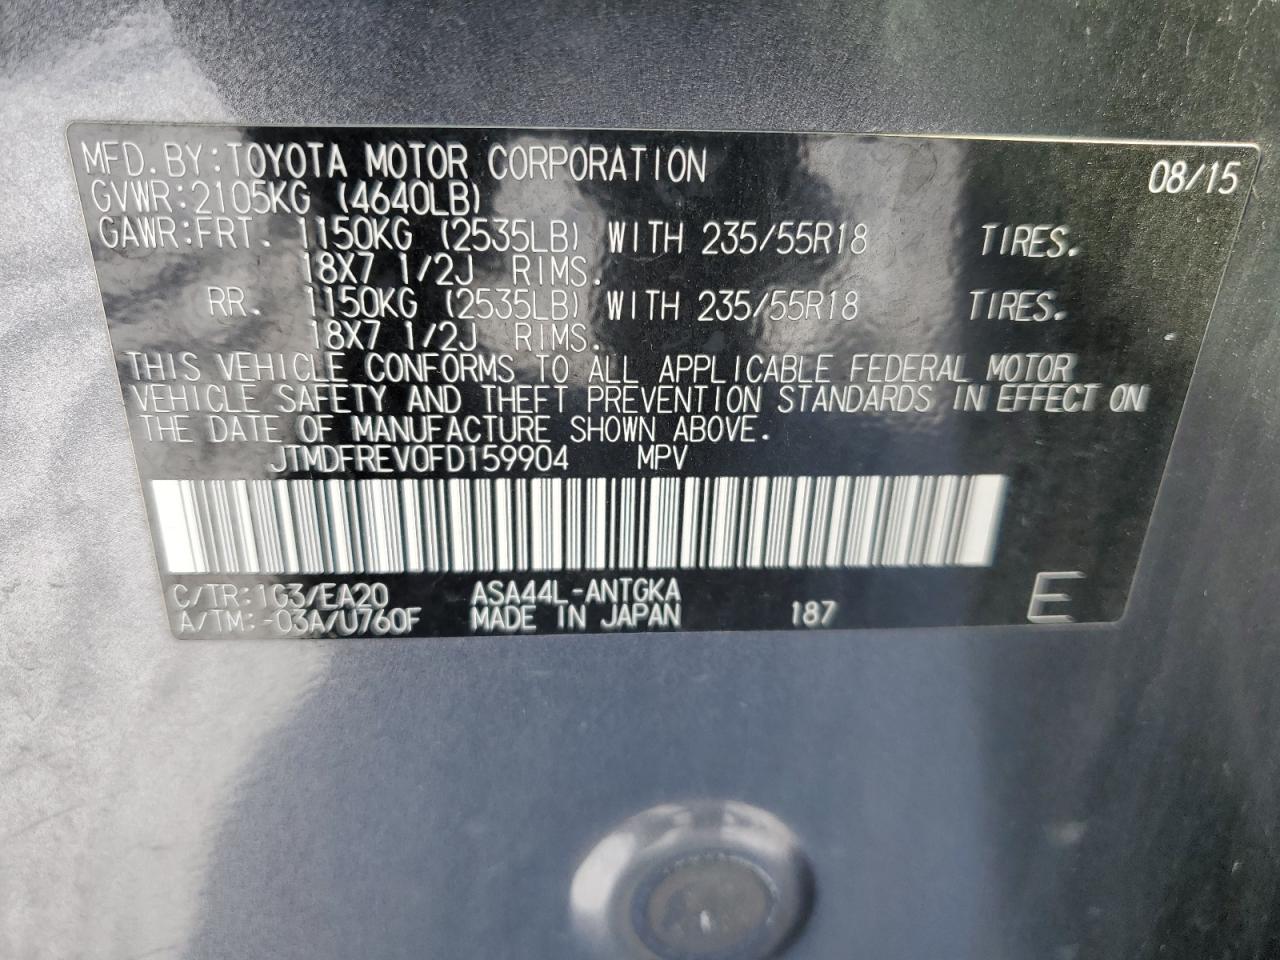 MFD. BY:TOYOTA MOTOR CORPORATION 08/15
GVWR:2105KG (4640LB)
GAWR:FRT. 1150KG (2535LB) WITH 235/55R18 TIRES.
18X7 1/2J RIMS.
RR. 1150KG (2535LB) WITH 235/55R18 TIRES.
18X7 1/2J RIMS.
THIS VEHICLE CONFORMS TO ALL APPLICABLE FEDERAL MOTOR
VEHICLE SAFETY AND THEFT PREVENTION STANDARDS IN EFFECT ON
THE DATE OF MANUFACTURE SHOWN ABOVE.
JTMDFREV0FD159904 MPV
C/TR:1G3/EA20 ASA44L-ANTGKA
A/TM:-03A/U760F MADE IN JAPAN 187 E